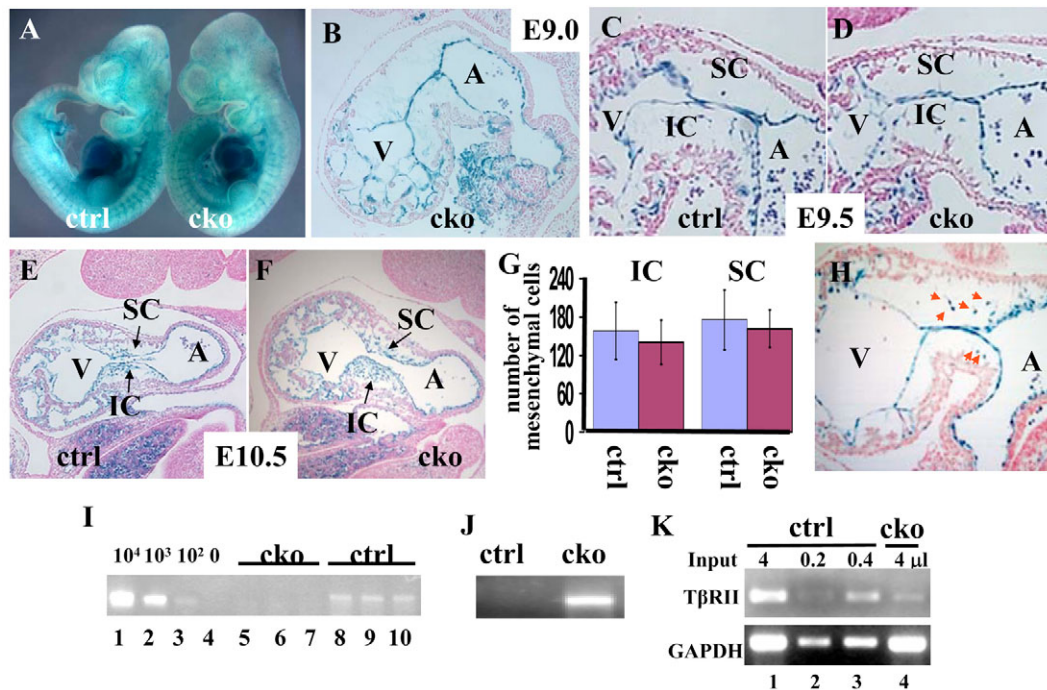 A
ctrl
cko
B
E9.0
A
V
cko
C
SC
V
IC
A
ctrl
D
SC
V
IC
A
cko
E9.5
E
SC
V
A
IC
ctrl
E10.5
F
SC
V
A
IC
cko
G
IC SC
number of
mesenchymal cells
240
180
120
60
0
ctrl cko ctrl cko
H
V
A
I
10⁴ 10³ 10² 0 cko ctrl
1 2 3 4 5 6 7 8 9 10
J
ctrl cko
K
ctrl cko
Input 4 0.2 0.4 4 µl
TβRII
GAPDH
1 2 3 4